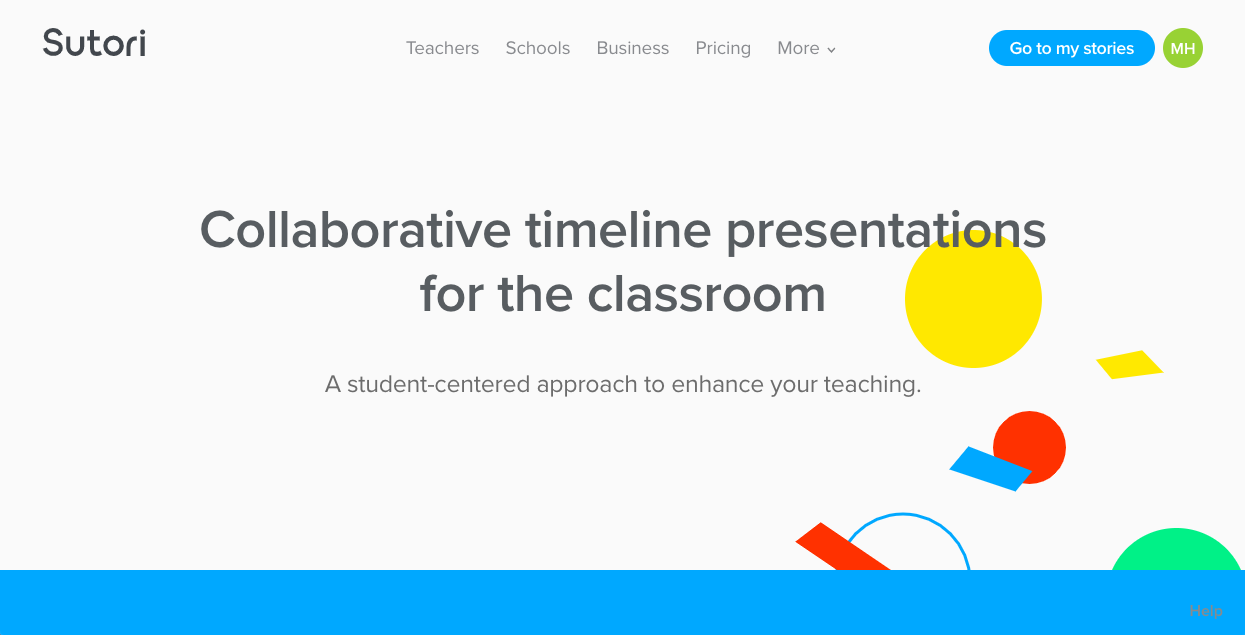 Sutori
Teachers Schools Business Pricing More
Go to my stories
MH
Collaborative timeline presentations
for the classroom
A student-centered approach to enhance your teaching.
Help